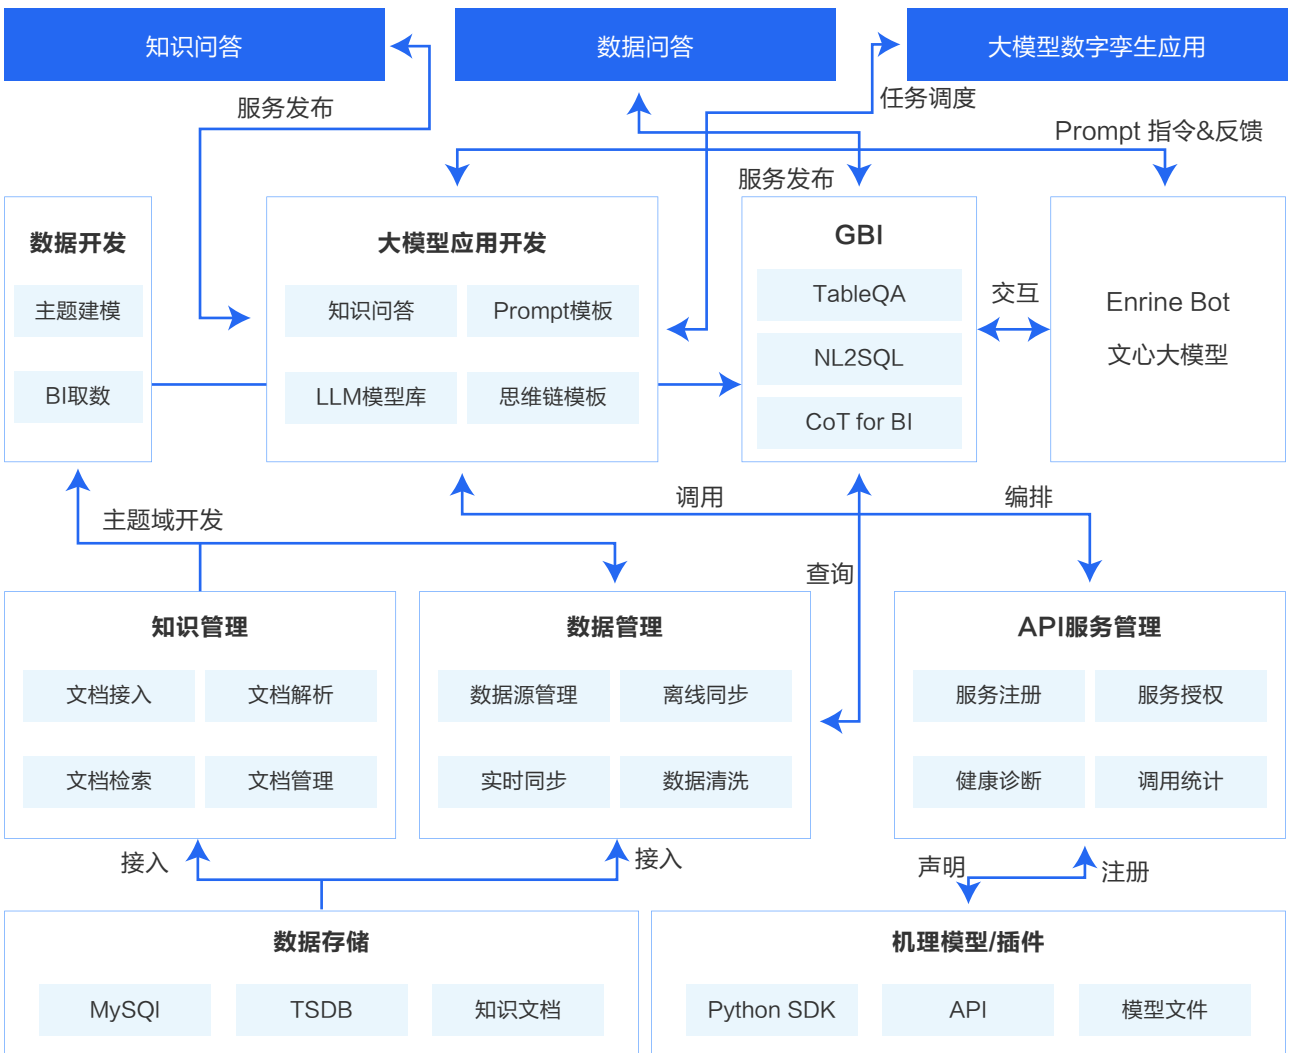 知识问答
数据问答
大模型数字孪生应用
服务发布
任务调度
Prompt 指令&反馈
服务发布
数据开发
主题建模
BI取数
大模型应用开发
知识问答
Prompt模板
LLM模型库
思维链模板
GBI
TableQA
NL2SQL
CoT for BI
交互
Enrine Bot
文心大模型
主题域开发
调用
编排
查询
知识管理
文档接入
文档解析
文档检索
文档管理
数据管理
数据源管理
离线同步
实时同步
数据清洗
API服务管理
服务注册
服务授权
健康诊断
调用统计
接入
接入
声明
注册
数据存储
MySQl
TSDB
知识文档
机理模型/插件
Python SDK
API
模型文件